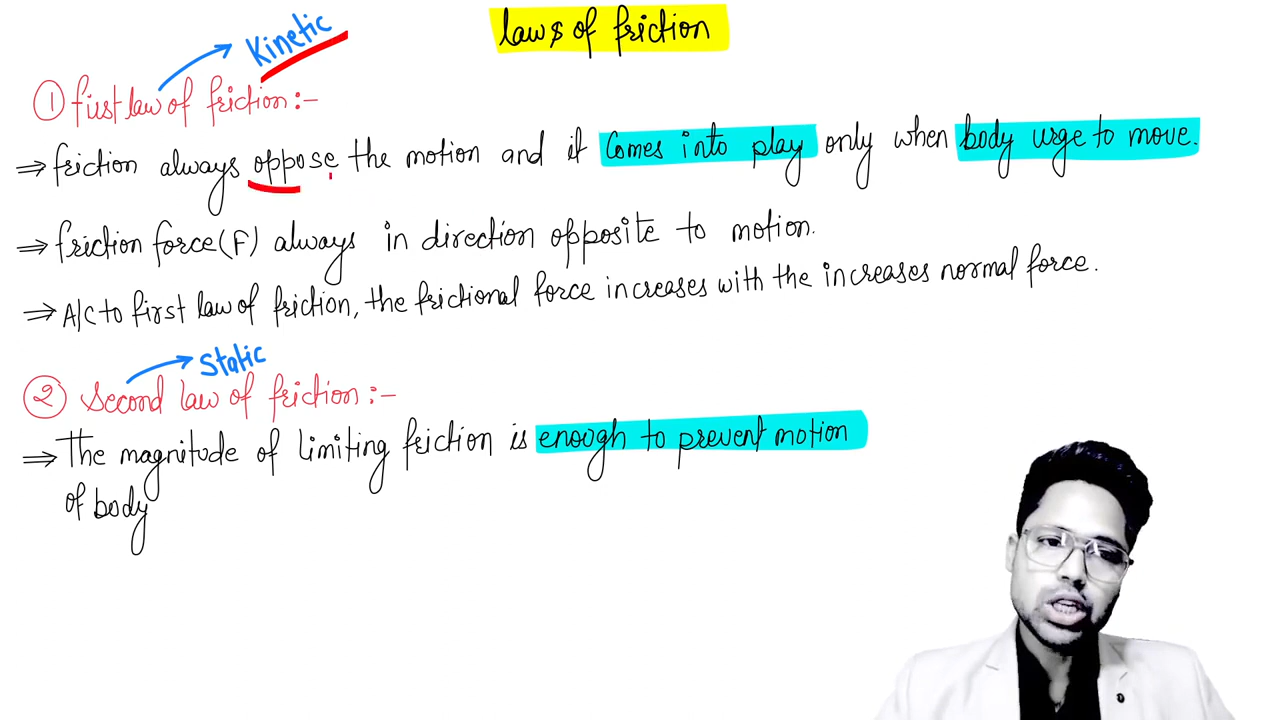 laws of friction
Kinetic
① first law of friction:-
⇒ friction always oppose the motion and it comes into play only when body urge to move.
⇒ friction force(F) always in direction opposite to motion.
⇒ A/c to first law of friction, the frictional force increases with the increases normal force.
Static
② Second law of friction:-
⇒ The magnitude of limiting friction is enough to prevent motion
of body